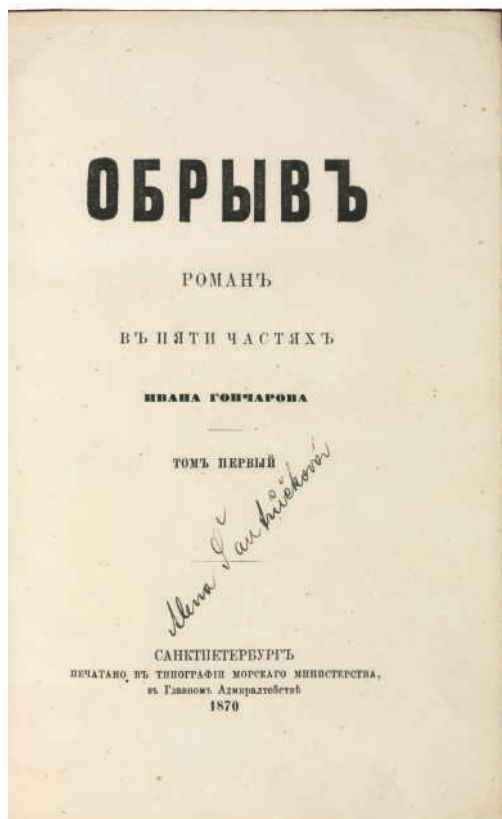 ОБРЫВЪ
РОМАНЪ
ВЪ ПЯТИ ЧАСТЯХЪ
ИВАНА ГОНЧАРОВА
ТОМЪ ПЕРВЫЙ
Alena
САНКТПЕТЕРБУРГЪ
ПЕЧАТАНО ВЪ ТИПОГРАФІИ МОРСКАГО МИНИСТЕРСТВА,
въ Главномъ Адмиралтействѣ
1870